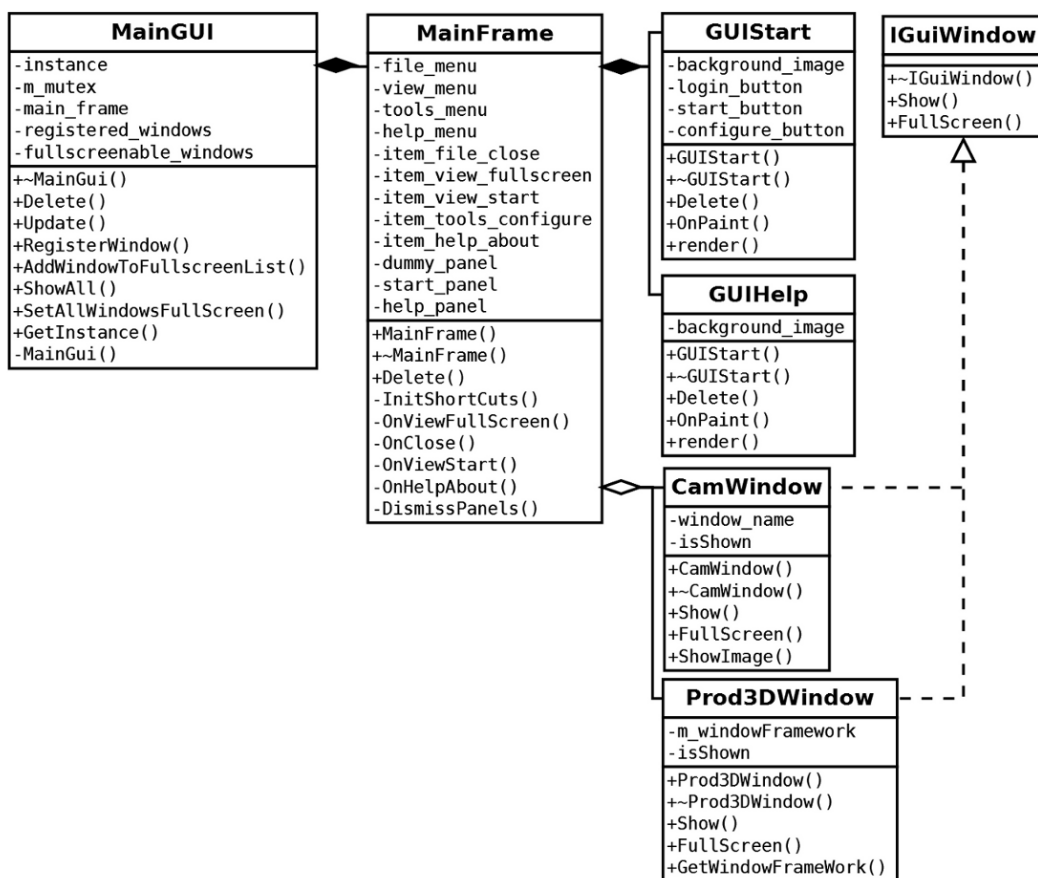 MainGUI
-instance
-m_mutex
-main_frame
-registered_windows
-fullscreenable_windows
+~MainGui()
+Delete()
+Update()
+RegisterWindow()
+AddWindowToFullscreenList()
+ShowAll()
+SetAllWindowsFullScreen()
+GetInstance()
-MainGui()
MainFrame
-file_menu
-view_menu
-tools_menu
-help_menu
-item_file_close
-item_view_fullscreen
-item_view_start
-item_tools_configure
-item_help_about
-dummy_panel
-start_panel
-help_panel
+MainFrame()
+~MainFrame()
+Delete()
-InitShortCuts()
-OnViewFullScreen()
-OnClose()
-OnViewStart()
-OnHelpAbout()
-DismissPanels()
GUIStart
-background_image
-login_button
-start_button
-configure_button
+GUIStart()
+~GUIStart()
+Delete()
+OnPaint()
+render()
GUIHelp
-background_image
+GUIStart()
+~GUIStart()
+Delete()
+OnPaint()
+render()
CamWindow
-window_name
-isShown
+CamWindow()
+~CamWindow()
+Show()
+FullScreen()
+ShowImage()
Prod3DWindow
-m_windowFramework
-isShown
+Prod3DWindow()
+~Prod3DWindow()
+Show()
+FullScreen()
+GetWindowFrameWork()
IGuiWindow
+~IGuiWindow()
+Show()
+FullScreen()